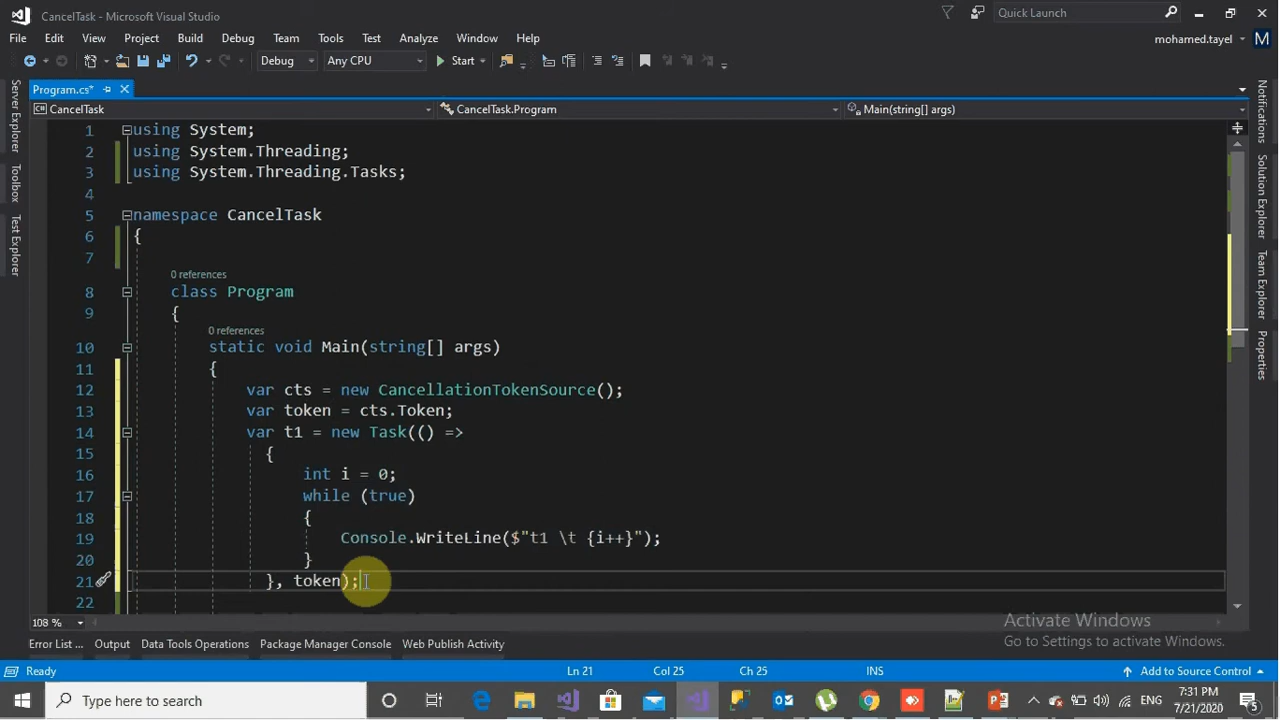 CancelTask - Microsoft Visual Studio
Quick Launch
File Edit View Project Build Debug Team Tools Test Analyze Window Help
mohamed.tayel M
Debug Any CPU Start
Program.cs*
CancelTask CancelTask.Program Main(string[] args)
Server Explorer
Toolbox
Test Explorer
1 using System;
2 using System.Threading;
3 using System.Threading.Tasks;
4
5 namespace CancelTask
6 {
7
0 references
8 class Program
9 {
0 references
10 static void Main(string[] args)
11 {
12 var cts = new CancellationTokenSource();
13 var token = cts.Token;
14 var t1 = new Task(() =>
15 {
16 int i = 0;
17 while (true)
18 {
19 Console.WriteLine($"t1 \t {i++}");
20 }
21 }, token);
22
Notifications
Solution Explorer
Team Explorer
Properties
Activate Windows
Go to Settings to activate Windows.
108 %
Error List ... Output Data Tools Operations Package Manager Console Web Publish Activity
Ready Ln 21 Col 25 Ch 25 INS Add to Source Control
Type here to search
ENG
7:31 PM
7/21/2020
5